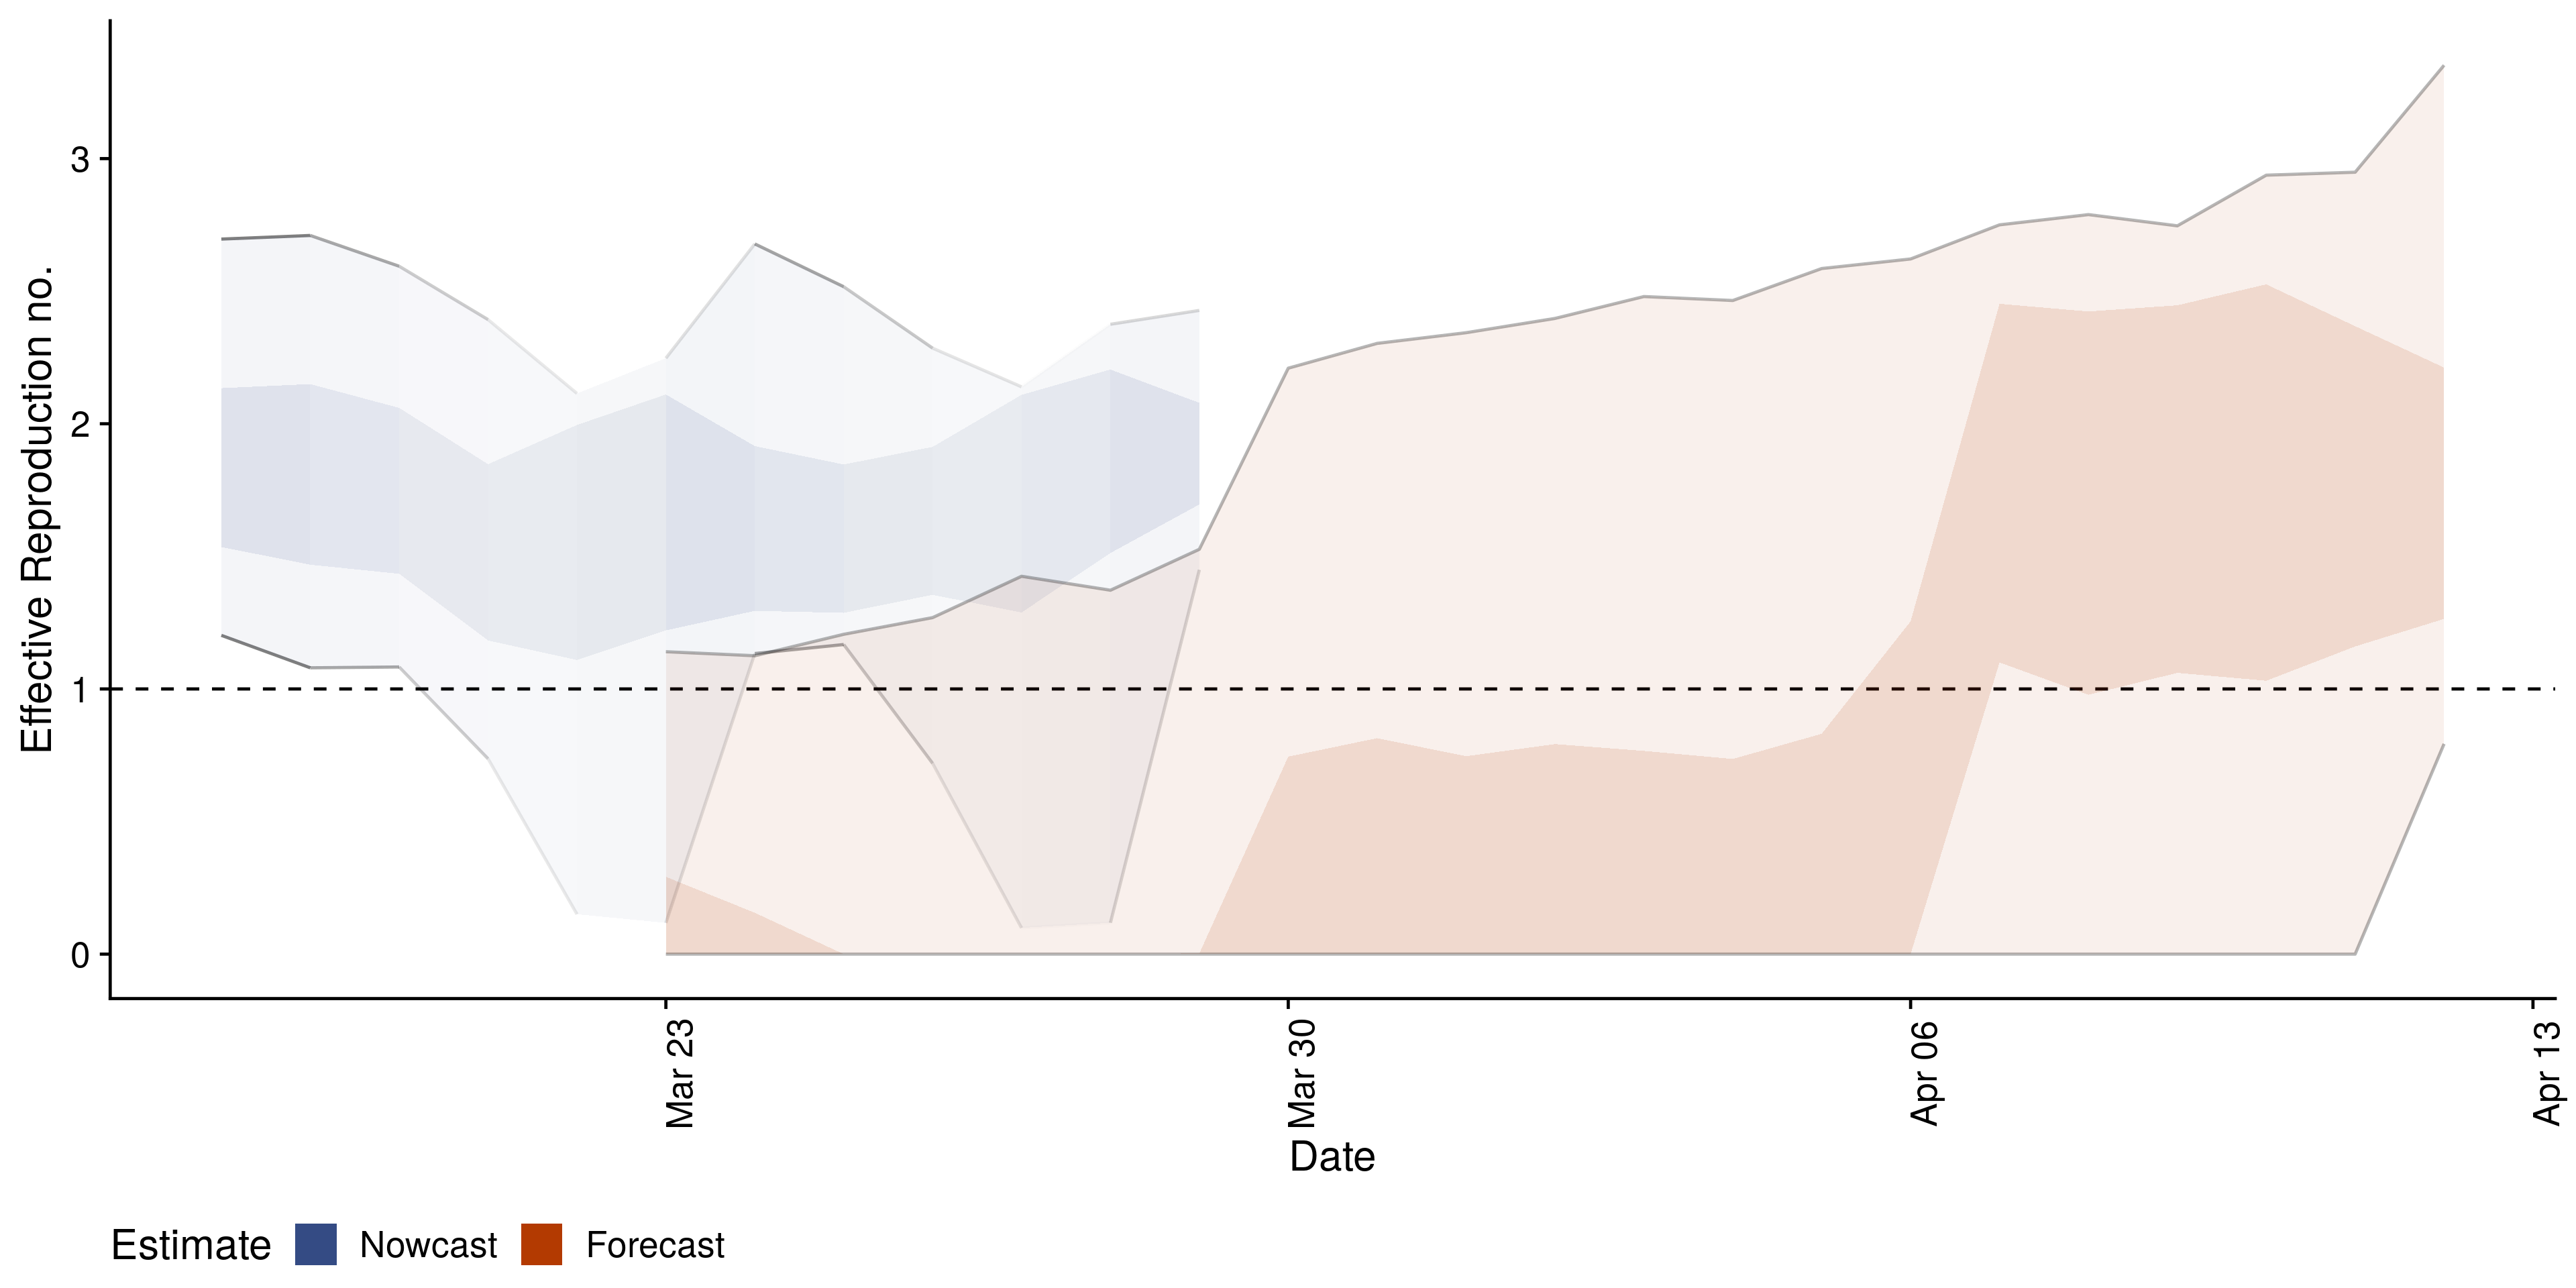 Effective Reproduction no.
3
2
1
0
Mar 23
Mar 30
Apr 06
Apr 13
Date
Estimate Nowcast Forecast